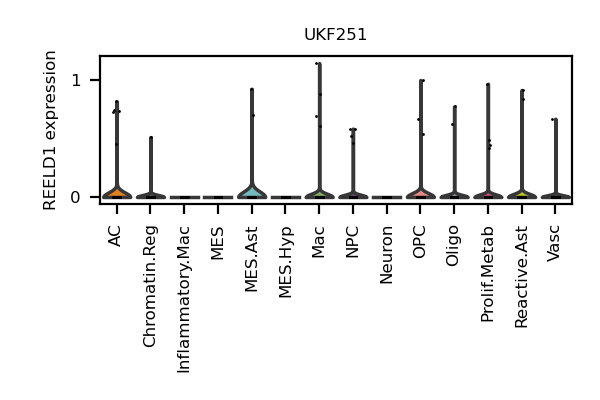 UKF251
REELD1 expression
1
0
AC
Chromatin.Reg
Inflammatory.Mac
MES
MES.Ast
MES.Hyp
Mac
NPC
Neuron
OPC
Oligo
Prolif.Metab
Reactive.Ast
Vasc